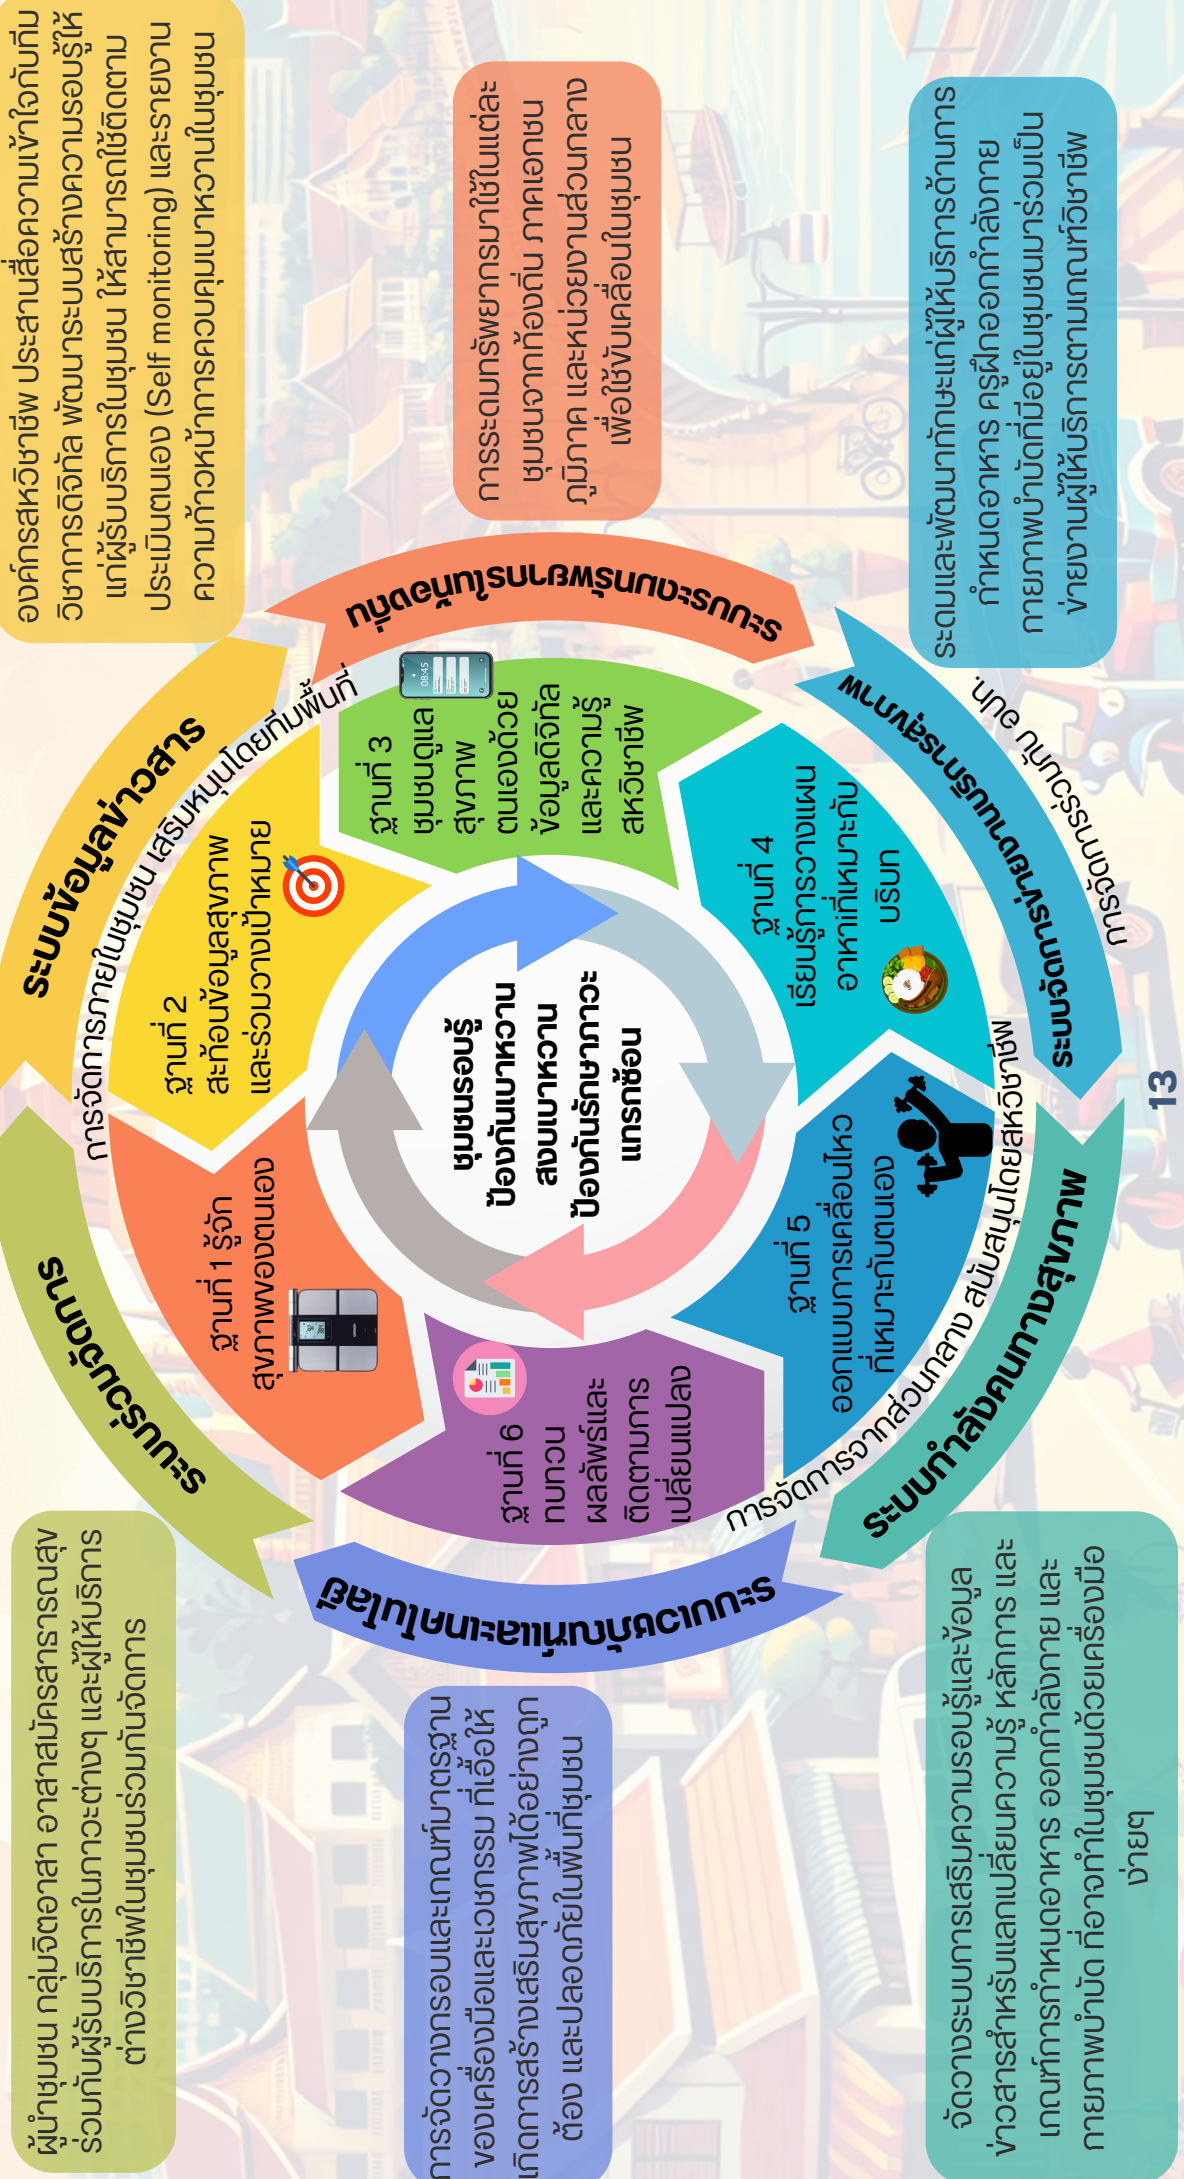 ผู้นำชุมชน กลุ่มจิตอาสา อาสาสมัครสาธารณสุข
ร่วมกับผู้รับบริการในภาวะต่างๆ และผู้ให้บริการ
ต่างวิชาชีพในชุมชนร่วมกันจัดการ
องค์กรสหวิชาชีพ ประสานสื่อความเข้าใจกับทีม
วิชาการดิจิทัล พัฒนาระบบสร้างความรอบรู้ให้
แก่ผู้รับบริการในชุมชน ให้สามารถใช้ติดตาม
ประเมินตนเอง (Self monitoring) และรายงาน
ความก้าวหน้าการควบคุมเบาหวานในชุมชน
ระบบรวมจัดการ
ระบบข้อมูลข่าวสาร
การจัดการภายในชุมชน เสริมหนุนโดยทีมพื้นที่
ฐานที่ 1 รู้จัก
สุขภาพของตนเอง
ฐานที่ 2
สะท้อนข้อมูลสุขภาพ
และร่วมวางเป้าหมาย
การจัดวางกรอบและเกณฑ์มาตรฐาน
ของเครื่องมือและเวชกรรม ที่เอื้อให้
เกิดการสร้างเสริมสุขภาพได้อย่างถูก
ต้อง และปลอดภัยในพื้นที่ชุมชน
ระบบเวชภัณฑ์และเทคโนโลยี
ฐานที่ 6
ทบทวน
ผลลัพธ์และ
ติดตามการ
เปลี่ยนแปลง
ชุมชนรอบรู้
ป้องกันเบาหวาน
สงบเบาหวาน
ป้องกันรักษาภาวะ
แทรกซ้อน
08:45
ฐานที่ 3
ชุมชนดูแล
สุขภาพ
ตนเองด้วย
ข้อมูลดิจิทัล
และความรู้
สหวิชาชีพ
ระบบระดมทรัพยากรในท้องถิ่น
การระดมทรัพยากรมาใช้ในแต่ละ
ชุมชนจากท้องถิ่น ภาคเอกชน
ภูมิภาค และหน่วยงานส่วนกลาง
เพื่อใช้ขับเคลื่อนในชุมชน
ฐานที่ 5
ออกแบบการเคลื่อนไหว
ที่เหมาะกับตนเอง
ฐานที่ 4
เรียนรู้การวางแผน
อาหาที่เหมาะกับ
บริบท
การจัดการจากส่วนกลาง สนับสนุนโดยสหวิชาชีพ
การจัดการรวมกับ อปท.
ระบบกำลังคนทางสุขภาพ
ระบบจัดการจ่ายงานบริการสุขภาพ
จัดวางระบบการเสริมความรอบรู้และข้อมูล
ข่าวสารสำหรับแลกเปลี่ยนความรู้ หลักการ และ
เกณฑ์การกำหนดอาหาร ออกกำลังกาย และ
กายภาพบำบัด ที่อาจทำในชุมชนด้วยเครื่องมือ
ง่ายๆ
ระดมและพัฒนาทักษะแก่ผู้ให้บริการด้านการ
กำหนดอาหาร ครูฝึกออกกำลังกาย
กายภาพบำบัดที่อยู่ในชุมชนมาร่วมเป็น
ข่ายงานผู้ให้บริการตามบทบาทวิชาชีพ
13